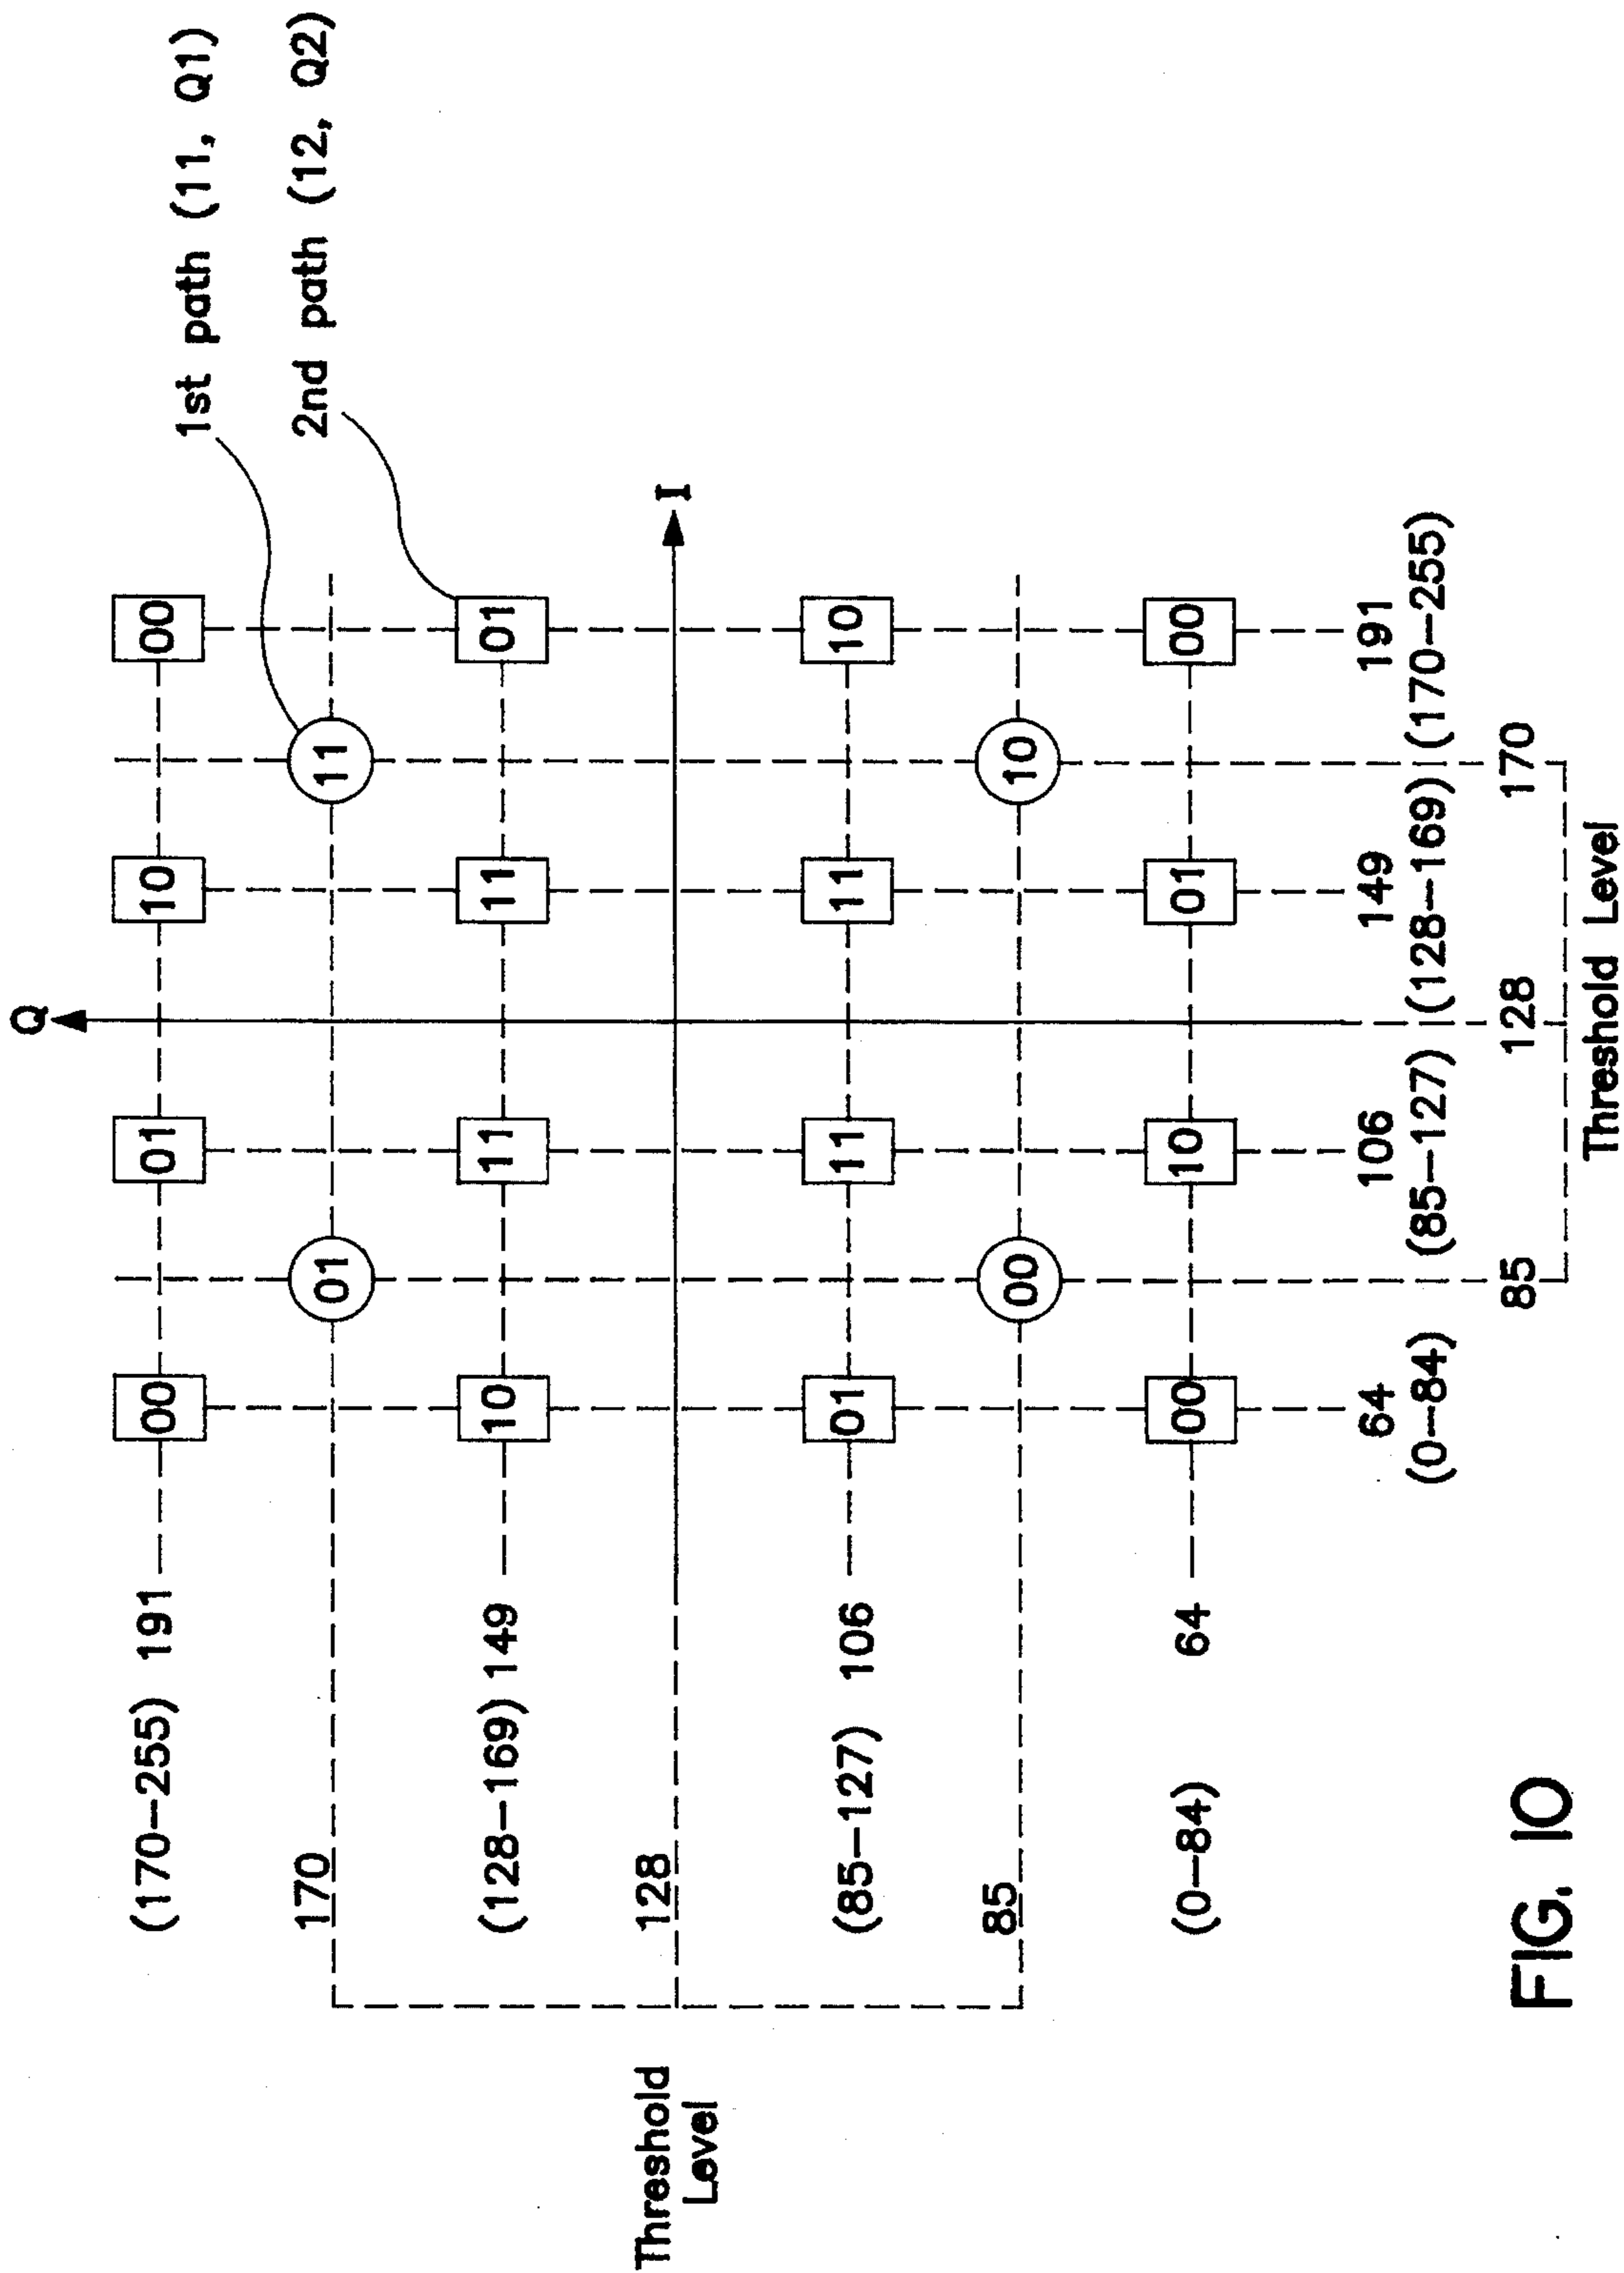 Q
(170-255) 191 00 01 10 00
1st path (11, Q1)
170 01 11
2nd path (12, Q2)
(128-169) 149 10 11 11 01
Threshold
Level
128 I
(85-127) 106 01 11 11 10
85 00 10
(0-84) 64 00 10 01 00
64 106 149 191
(0-84) (85-127) (128-169) (170-255)
85 128 170
Threshold Level
FIG. 10